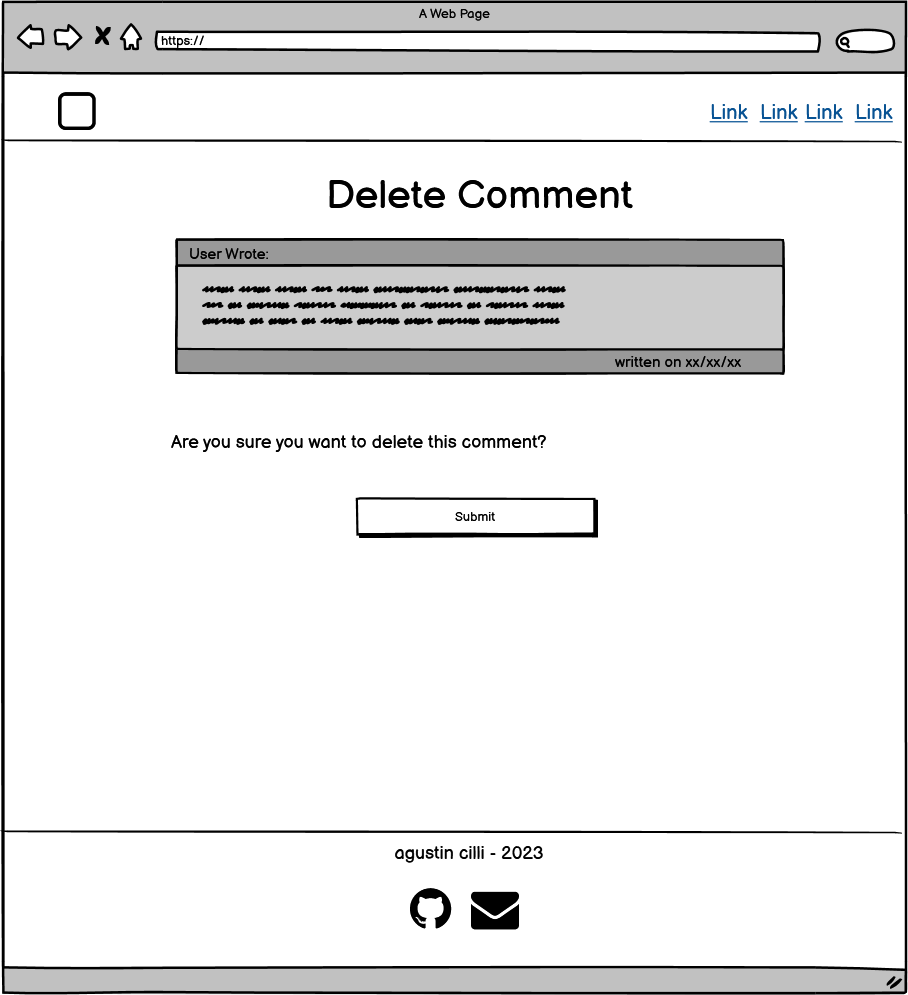 A Web Page
https://
Link Link Link Link
Delete Comment
User Wrote:
written on xx/xx/xx
Are you sure you want to delete this comment?
Submit
agustin cilli - 2023